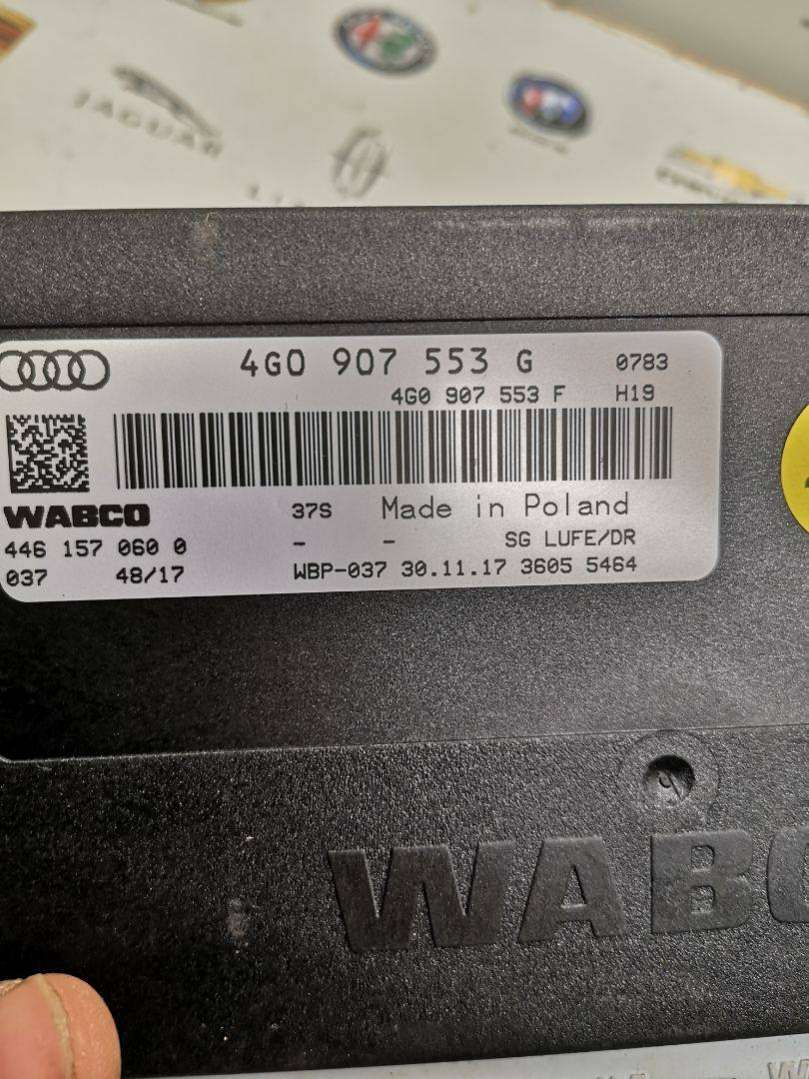 JAGUAR
4G0 907 553 G 0783
4G0 907 553 F H19
WABCO 37S Made in Poland
446 157 060 0 - - SG LUFE/DR
037 48/17 WBP-037 30.11.17 3605 5464
WABC